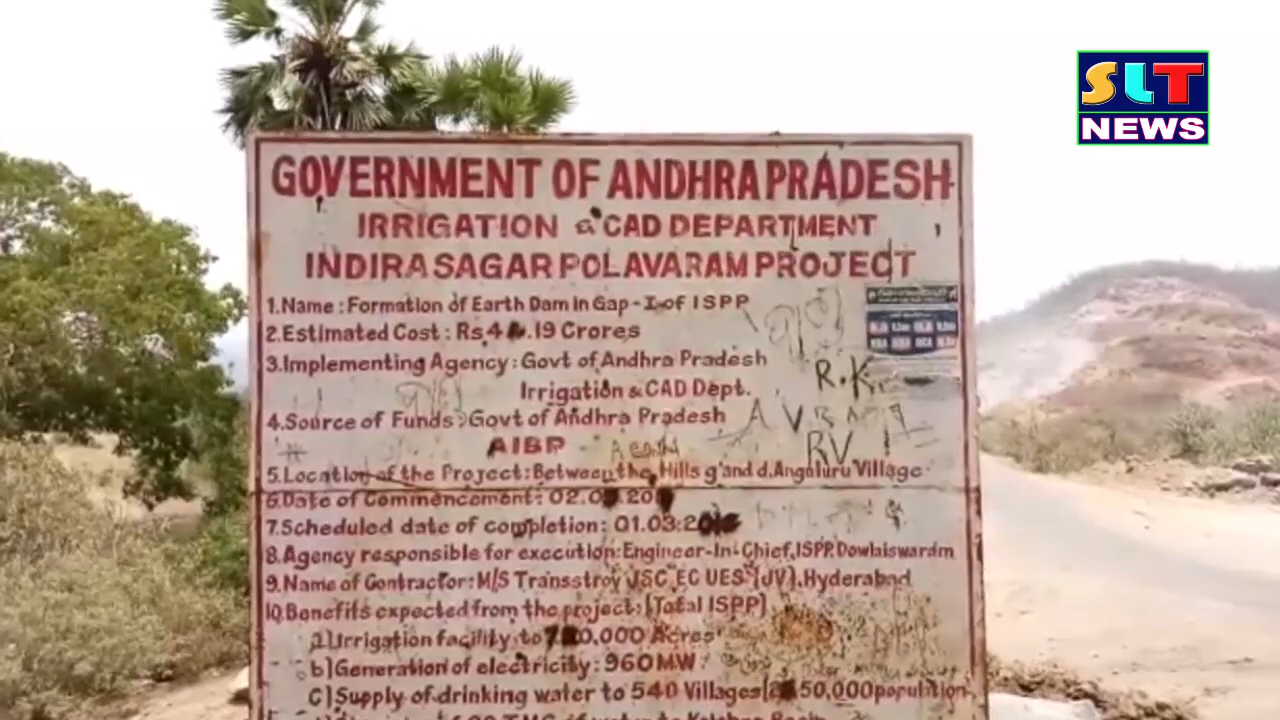 SLT
NEWS
GOVERNMENT OF ANDHRA PRADESH
IRRIGATION & CAD DEPARTMENT
INDIRA SAGAR POLAVARAM PROJECT
1.Name : Formation of Earth Dam in Gap - I of ISPP
2.Estimated Cost : Rs .19 Crores
3.Implementing Agency : Govt of Andhra Pradesh
Irrigation & CAD Dept.
R.K
4.Source of Funds : Govt of Andhra Pradesh
AIBP
RV
5.Location of the Project : Between the Hills g and d. Angaluru Village
6.Date of Commencement : 02.
7.Scheduled date of completion : 01.03.
8.Agency responsible for execution : Engineer-In-Chief, ISPP. Dowlaiswaram
9.Name of Contractor : M/S Transstroy JSC EC UES (JV), Hyderabad
10.Benefits expected from the project : (Total ISPP)
a) Irrigation facility to Acres
b) Generation of electricity : 960 MW
C) Supply of drinking water to 540 Villages population